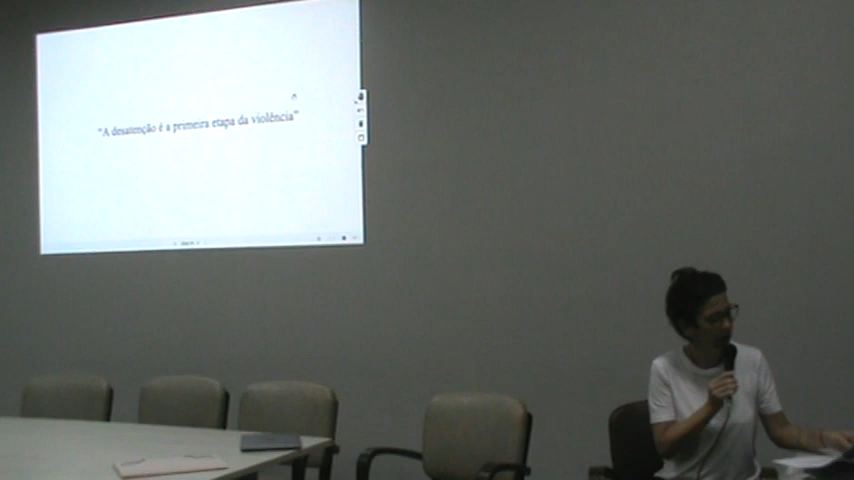 "A desatenção é a primeira etapa da violência"